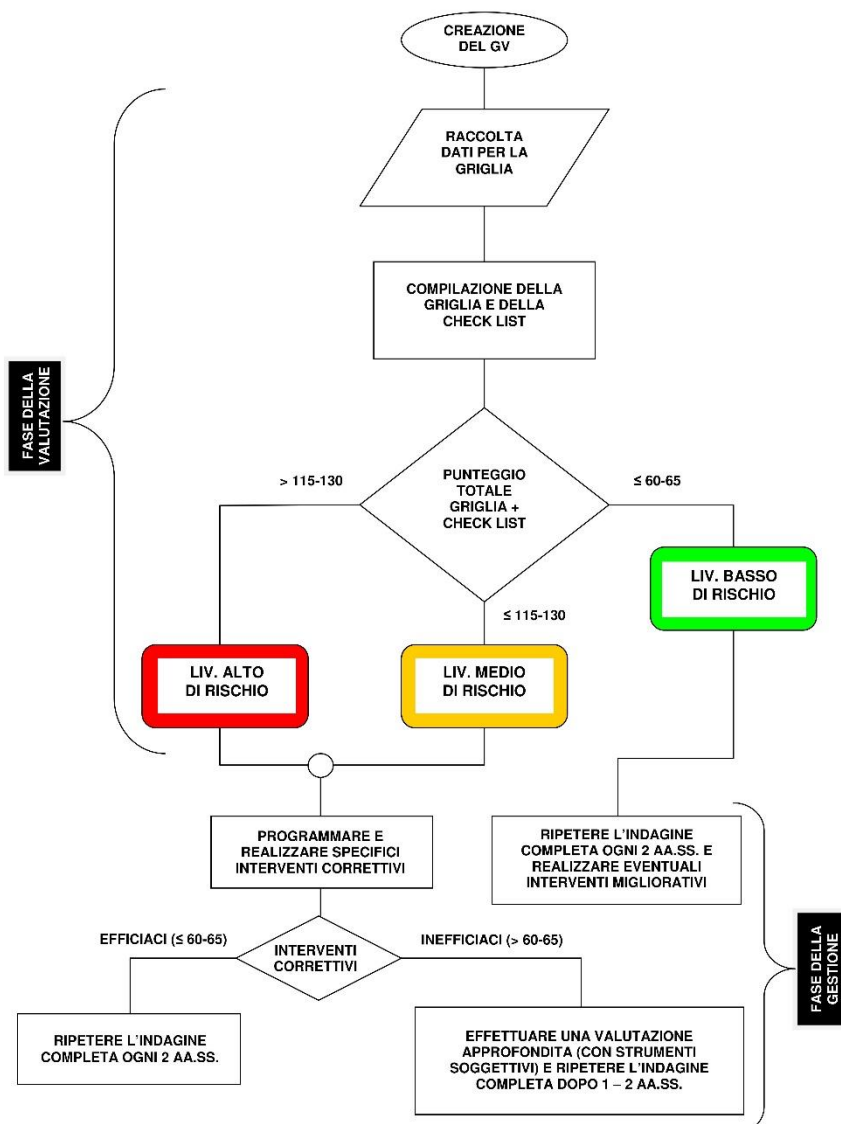 CREAZIONE
DEL GV
RACCOLTA
DATI PER LA
GRIGLIA
COMPILAZIONE DELLA
GRIGLIA E DELLA
CHECK LIST
FASE DELLA
VALUTAZIONE
> 115-130
PUNTEGGIO
TOTALE
GRIGLIA +
CHECK LIST
≤ 60-65
LIV. BASSO
DI RISCHIO
≤ 115-130
LIV. ALTO
DI RISCHIO
LIV. MEDIO
DI RISCHIO
PROGRAMMARE E
REALIZZARE SPECIFICI
INTERVENTI CORRETTIVI
RIPETERE L'INDAGINE
COMPLETA OGNI 2 AA.SS. E
REALIZZARE EVENTUALI
INTERVENTI MIGLIORATIVI
EFFICIACI (≤ 60-65)
INTERVENTI
CORRETTIVI
INEFFICIACI (> 60-65)
FASE DELLA
GESTIONE
RIPETERE L'INDAGINE
COMPLETA OGNI 2 AA.SS.
EFFETTUARE UNA VALUTAZIONE
APPROFONDITA (CON STRUMENTI
SOGGETTIVI) E RIPETERE L'INDAGINE
COMPLETA DOPO 1 – 2 AA.SS.